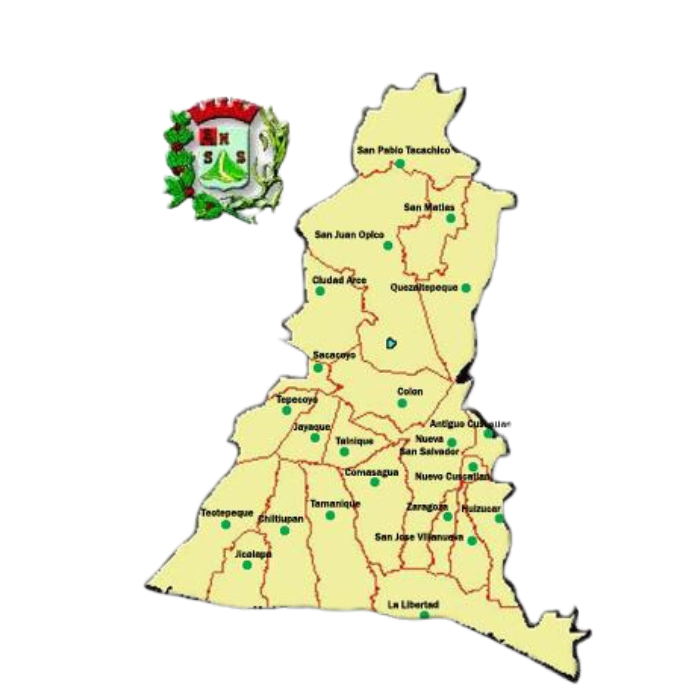 N
S S
San Pablo Tacachico
San Matias
San Juan Opico
Ciudad Arce
Quezaltepeque
Sacacoyo
Colon
Tepecoyo
Antiguo Cuscatlan
Jayaque
Nueva
San Salvador
Talnique
Comasagua
Nuevo Cuscatlan
Tamanique
Zaragoza
Huizucar
Teotepeque
Chiltiupan
San Jose Villanueva
Jicalapa
La Libertad